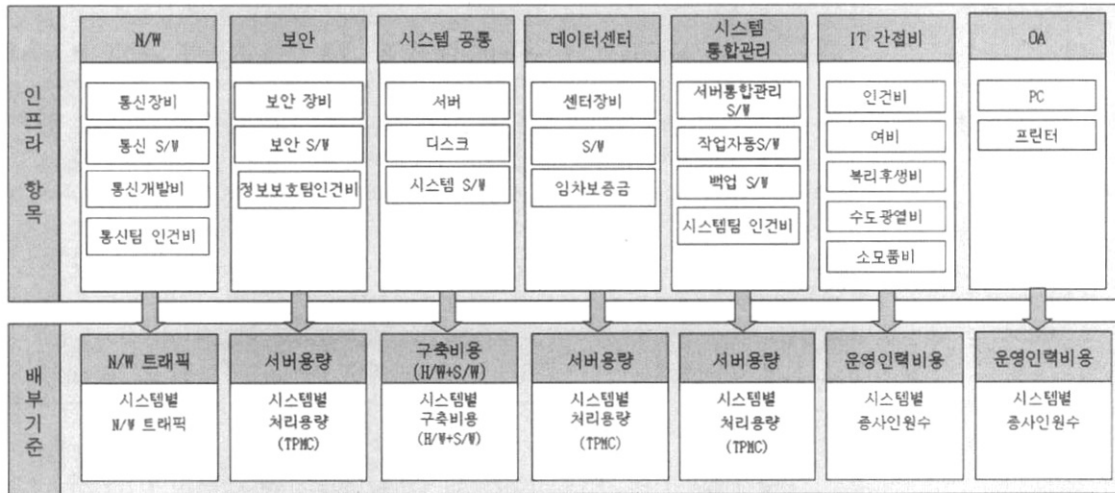 인프라 항목
N/W
통신장비
통신 S/W
통신개발비
통신팀 인건비
보안
보안 장비
보안 S/W
정보보호팀인건비
시스템 공통
서버
디스크
시스템 S/W
데이터센터
센터장비
S/W
임차보증금
시스템
통합관리
서버통합관리
S/W
작업자동S/W
백업 S/W
시스템팀 인건비
IT 간접비
인건비
여비
복리후생비
수도광열비
소모품비
OA
PC
프린터
배부기준
N/W 트래픽
시스템별
N/W 트래픽
서버용량
시스템별
처리용량
(TPMC)
구축비용
(H/W+S/W)
시스템별
구축비용
(H/W+S/W)
서버용량
시스템별
처리용량
(TPMC)
서버용량
시스템별
처리용량
(TPMC)
운영인력비용
시스템별
종사인원수
운영인력비용
시스템별
종사인원수